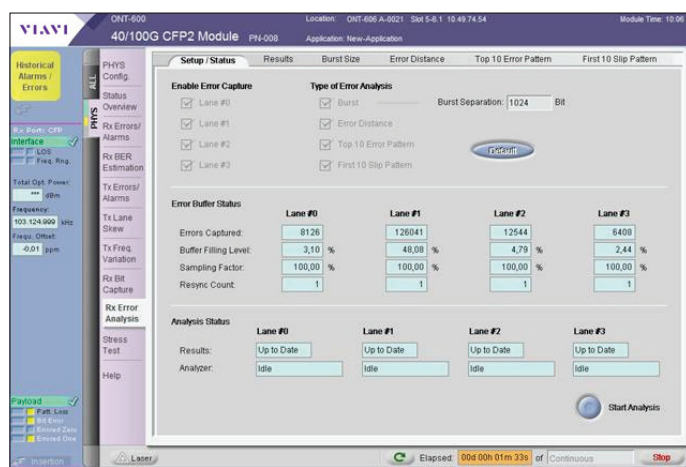 VIAVI
ONT-600
Location: ONT-606 A-0021 Slot 5-6.1 10.49.74.54
Module Time: 10:06
40/100G CFP2 Module PN-008
Application: New-Application
Historical
Alarms /
Errors
Rx Port: CFP
Interface
LOS
Freq. Rng.
Total Opt. Power:
*** dBm
Frequency:
103.124.999 kHz
Frequ. Offset:
-0,01 ppm
Payload
Patt. Loss
Bit Error
Errored Zero
Errored One
Insertion
ALL
PHYS
PHYS
Config.
Status
Overview
Rx Errors/
Alarms
Rx BER
Estimation
Tx Errors/
Alarms
Tx Lane
Skew
Tx Freq.
Variation
Rx Bit
Capture
Rx Error
Analysis
Stress
Test
Help
Setup / Status Results Burst Size Error Distance Top 10 Error Pattern First 10 Slip Pattern
Enable Error Capture Type of Error Analysis
Lane #0 Burst Burst Separation: 1024 Bit
Lane #1 Error Distance
Lane #2 Top 10 Error Pattern Default
Lane #3 First 10 Slip Pattern
Error Buffer Status
Lane #0 Lane #1 Lane #2 Lane #3
Errors Captured: 8126 126041 12544 6408
Buffer Filling Level: 3,10 % 48,08 % 4,79 % 2,44 %
Sampling Factor: 100,00 % 100,00 % 100,00 % 100,00 %
Resync Count: 1 1 1 1
Analysis Status
Lane #0 Lane #1 Lane #2 Lane #3
Results: Up to Date Up to Date Up to Date Up to Date
Analyzer: Idle Idle Idle Idle
Start Analysis
Laser Elapsed: 00d 00h 01m 33s of Continuous Stop